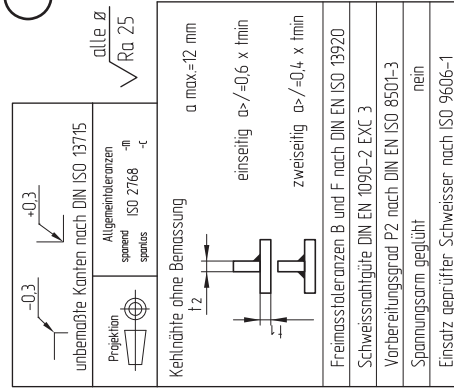 alle ø
Ra 25
-0,3
+0,3
unbemaßte Kanten nach DIN ISO 13715
Projektion
Allgemeintoleranzen
spanend ISO 2768 -m
spanlos -c
Kehlnähte ohne Bemassung
a max.=12 mm
t2
einseitig a>/=0,6 x tmin
zweiseitig a>/=0,4 x tmin
Freimasstoleranzen B und F nach DIN EN ISO 13920
Schweissnahtgüte DIN EN 1090-2 EXC 3
Vorbereitungsgrad P2 nach DIN EN ISO 8501-3
Spannungsarm geglüht nein
Einsatz geprüfter Schweisser nach ISO 9606-1